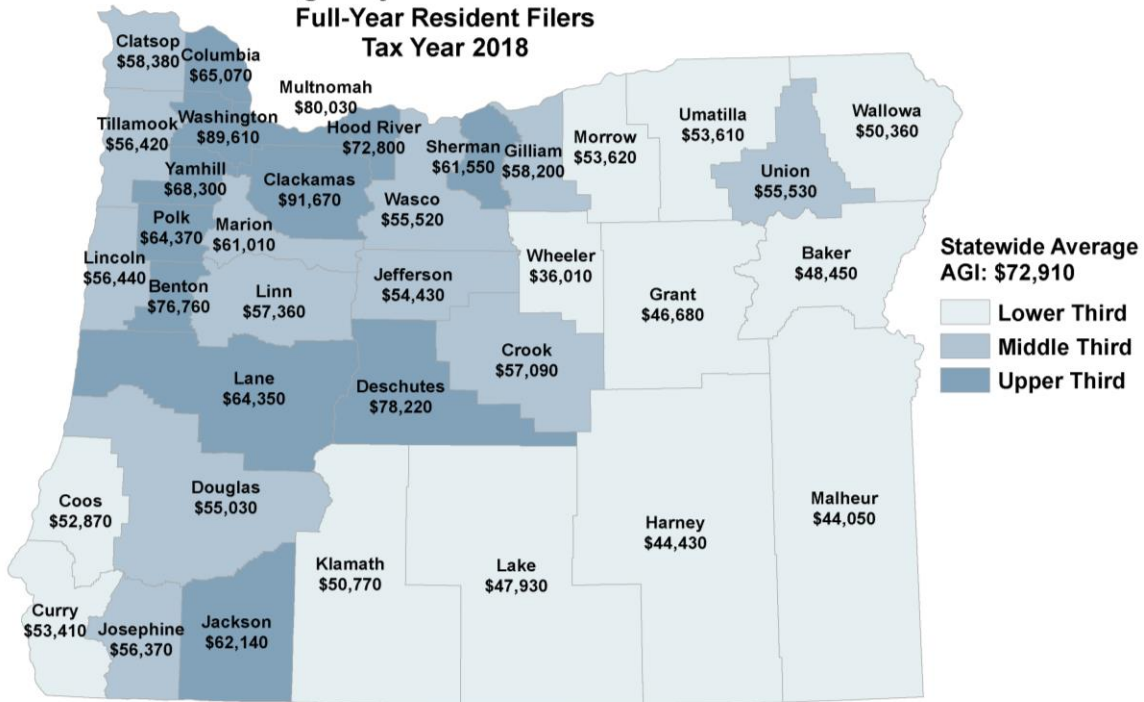 Full-Year Resident Filers
Tax Year 2018
Clatsop
$58,380
Columbia
$65,070
Multnomah
$80,030
Tillamook
$56,420
Washington
$89,610
Hood River
$72,800
Sherman
$61,550
Gilliam
$58,200
Morrow
$53,620
Umatilla
$53,610
Wallowa
$50,360
Union
$55,530
Yamhill
$68,300
Clackamas
$91,670
Wasco
$55,520
Polk
$64,370
Marion
$61,010
Lincoln
$56,440
Benton
$76,760
Linn
$57,360
Jefferson
$54,430
Wheeler
$36,010
Grant
$46,680
Baker
$48,450
Statewide Average
AGI: $72,910
Lower Third
Middle Third
Upper Third
Lane
$64,350
Deschutes
$78,220
Crook
$57,090
Coos
$52,870
Douglas
$55,030
Klamath
$50,770
Lake
$47,930
Harney
$44,430
Malheur
$44,050
Curry
$53,410
Josephine
$56,370
Jackson
$62,140